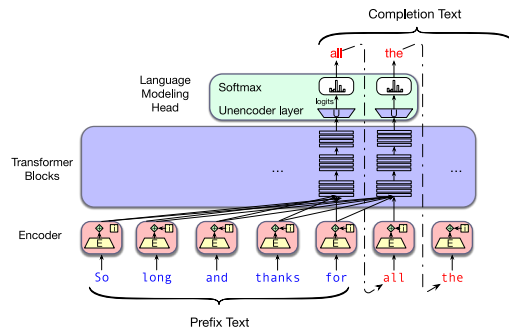 Completion Text
all the
Language Modeling Head
Softmax
logits
Unencoder layer
U U
Transformer Blocks
... ...
Encoder
E E E E E E E
So long and thanks for all the
Prefix Text